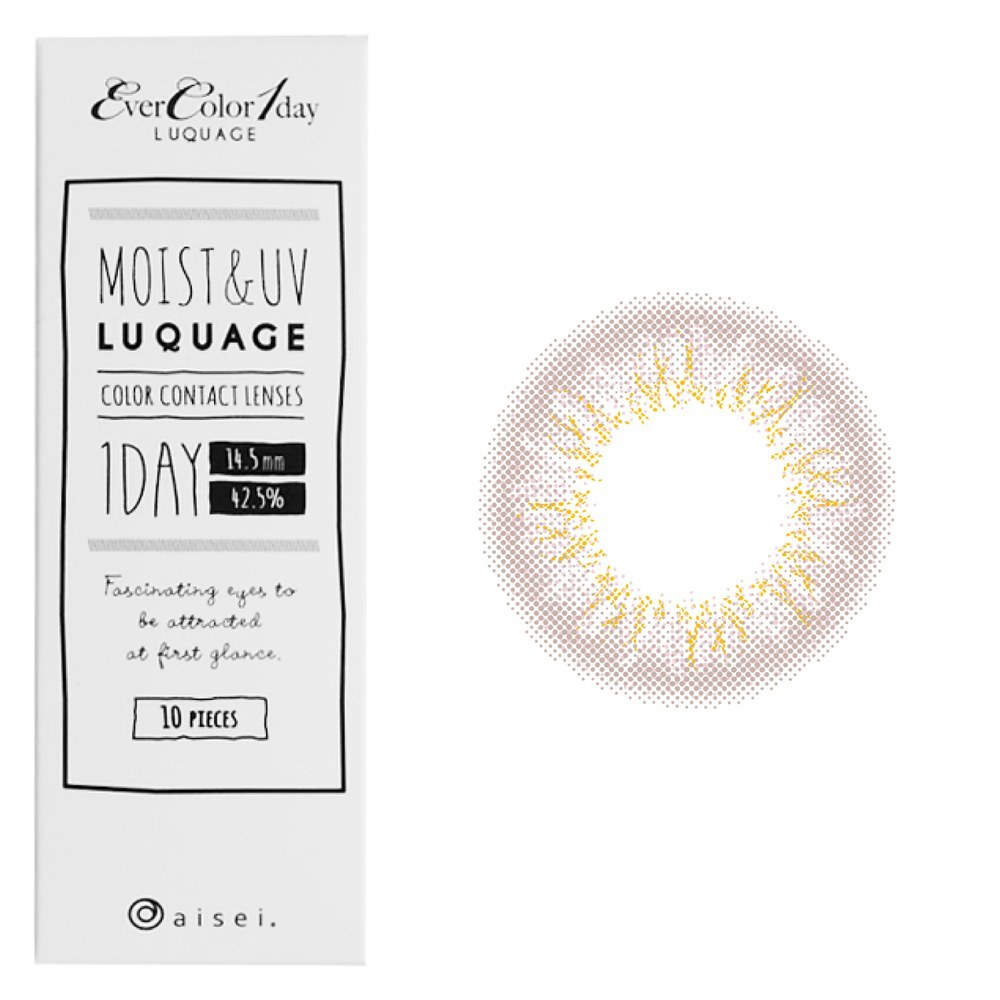 EverColor1day
LUQUAGE
MOIST&UV
LUQUAGE
COLOR CONTACT LENSES
1DAY
14.5mm
42.5%
Fascinating eyes to
be attracted
at first glance.
10 PIECES
aisei.